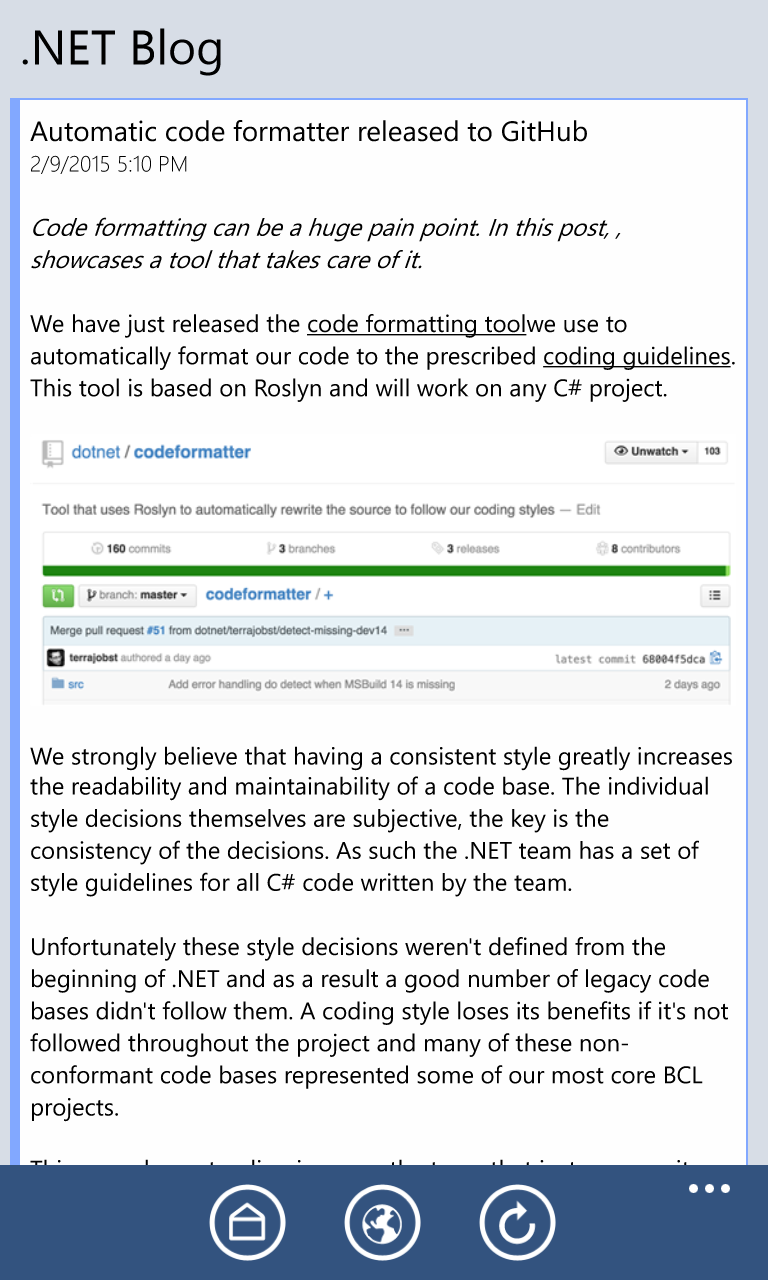 .NET Blog
Automatic code formatter released to GitHub
2/9/2015 5:10 PM
Code formatting can be a huge pain point. In this post, ,
showcases a tool that takes care of it.
We have just released the code formatting toolwe use to
automatically format our code to the prescribed coding guidelines.
This tool is based on Roslyn and will work on any C# project.
dotnet / codeformatter Unwatch 103
Tool that uses Roslyn to automatically rewrite the source to follow our coding styles — Edit
160 commits 3 branches 3 releases 8 contributors
branch: master codeformatter / +
Merge pull request #51 from dotnet/terrajobst/detect-missing-dev14 ...
terrajobst authored a day ago latest commit 68004f5dca
src Add error handling do detect when MSBuild 14 is missing 2 days ago
We strongly believe that having a consistent style greatly increases
the readability and maintainability of a code base. The individual
style decisions themselves are subjective, the key is the
consistency of the decisions. As such the .NET team has a set of
style guidelines for all C# code written by the team.
Unfortunately these style decisions weren't defined from the
beginning of .NET and as a result a good number of legacy code
bases didn't follow them. A coding style loses its benefits if it's not
followed throughout the project and many of these non-
conformant code bases represented some of our most core BCL
projects.